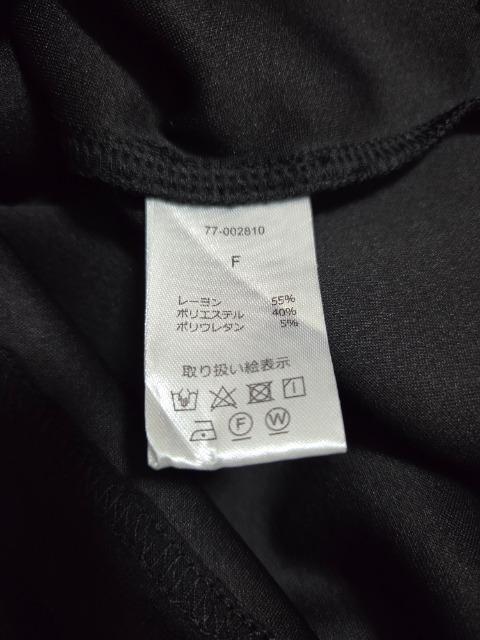 77-002810
F
レーヨン 55%
ポリエステル 40%
ポリウレタン 5%
取り扱い絵表示
F W